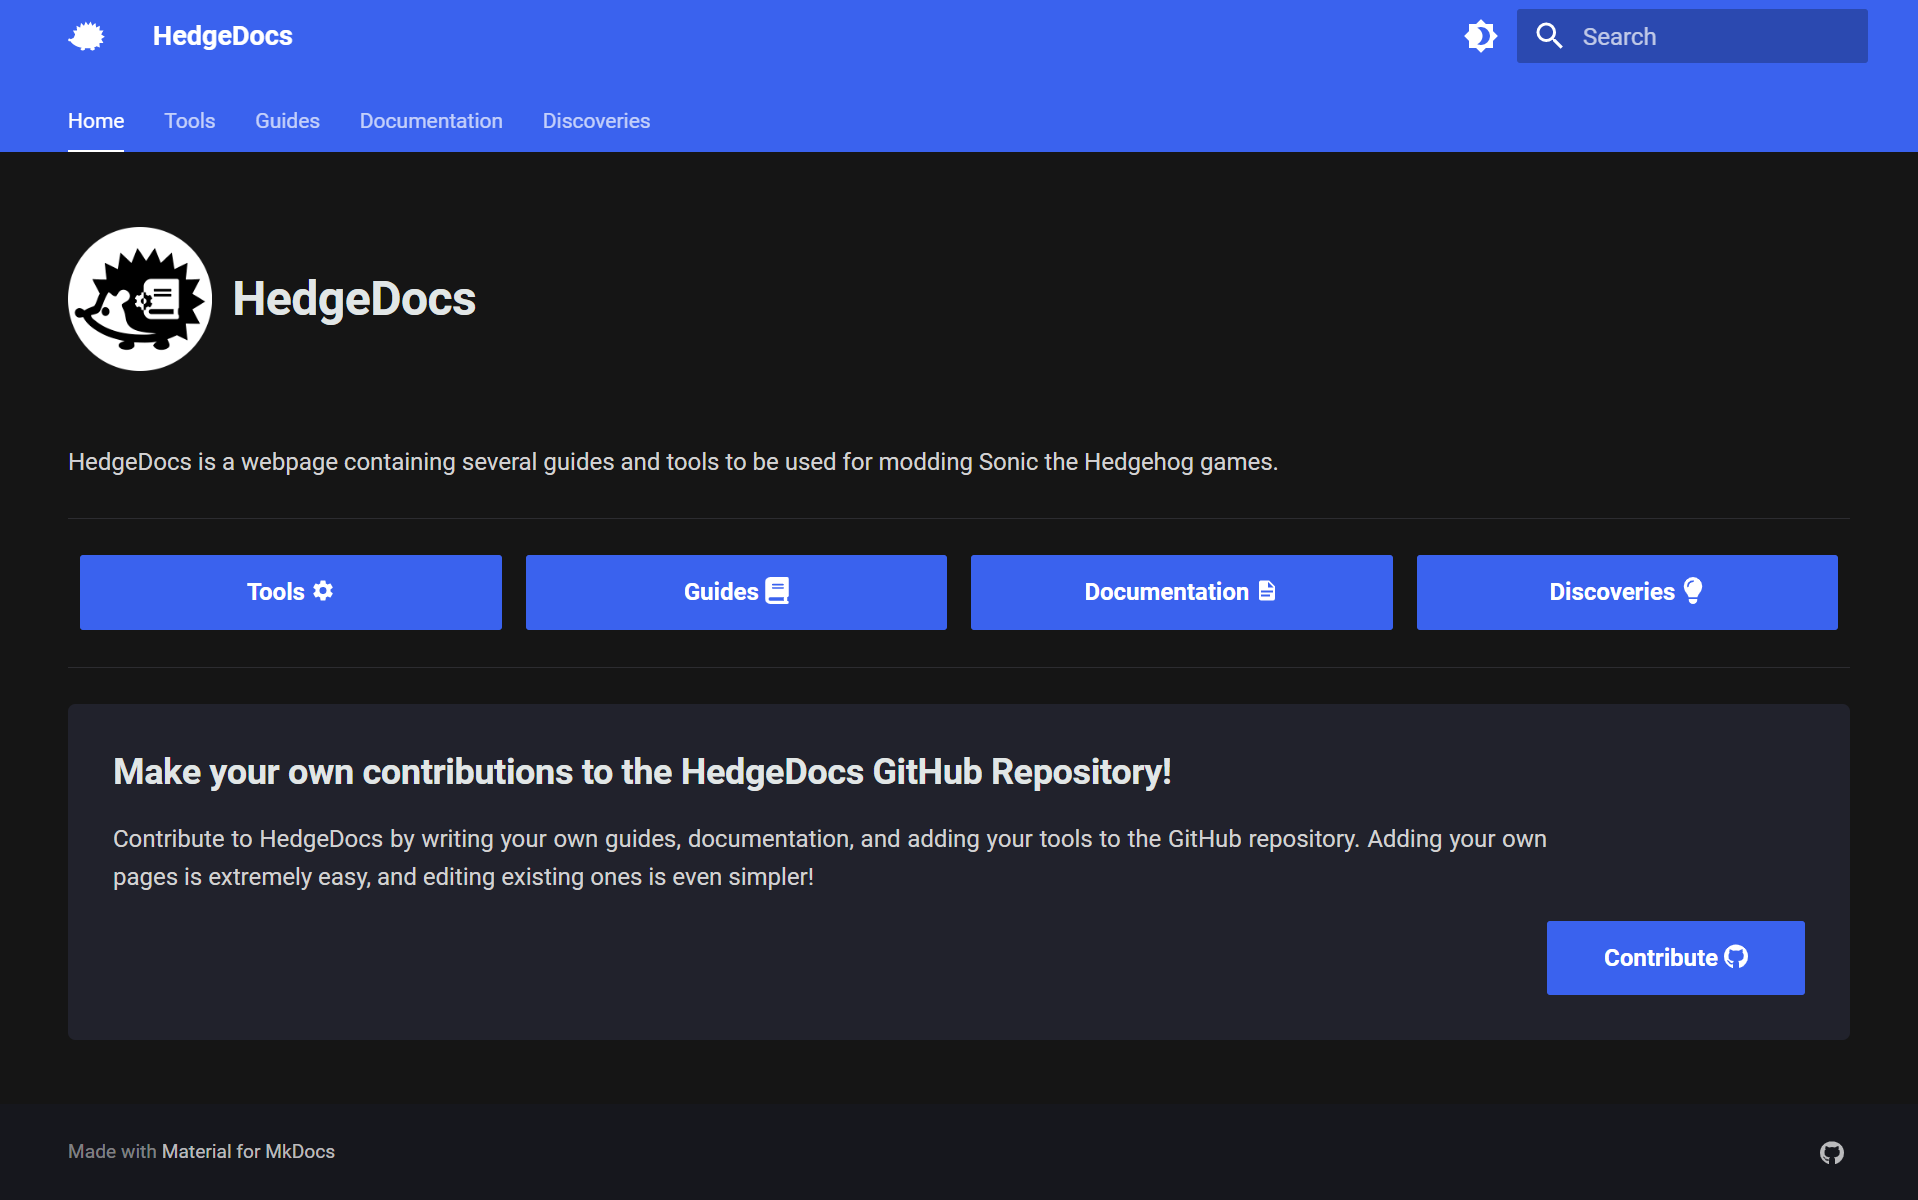 HedgeDocs
Search
Home
Tools
Guides
Documentation
Discoveries
HedgeDocs
HedgeDocs is a webpage containing several guides and tools to be used for modding Sonic the Hedgehog games.
Tools
Guides
Documentation
Discoveries
Make your own contributions to the HedgeDocs GitHub Repository!
Contribute to HedgeDocs by writing your own guides, documentation, and adding your tools to the GitHub repository. Adding your own
pages is extremely easy, and editing existing ones is even simpler!
Contribute
Made with Material for MkDocs